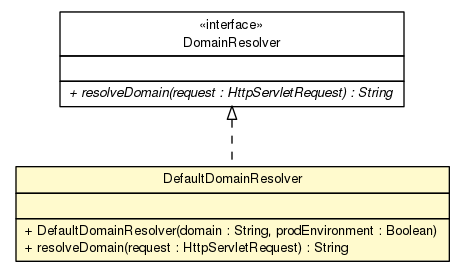 «interface»
DomainResolver
+ resolveDomain(request : HttpServletRequest) : String
DefaultDomainResolver
+ DefaultDomainResolver(domain : String, prodEnvironment : Boolean)
+ resolveDomain(request : HttpServletRequest) : String